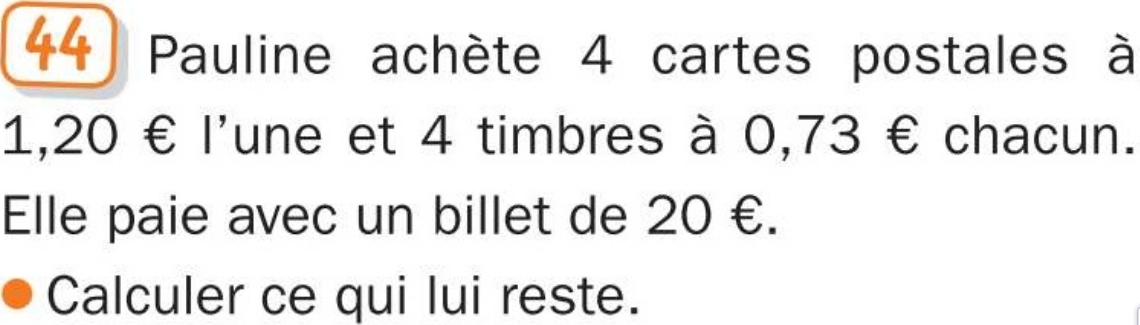 44 Pauline achète 4 cartes postales à
1,20 € l'une et 4 timbres à 0,73 € chacun.
Elle paie avec un billet de 20 €.
● Calculer ce qui lui reste.